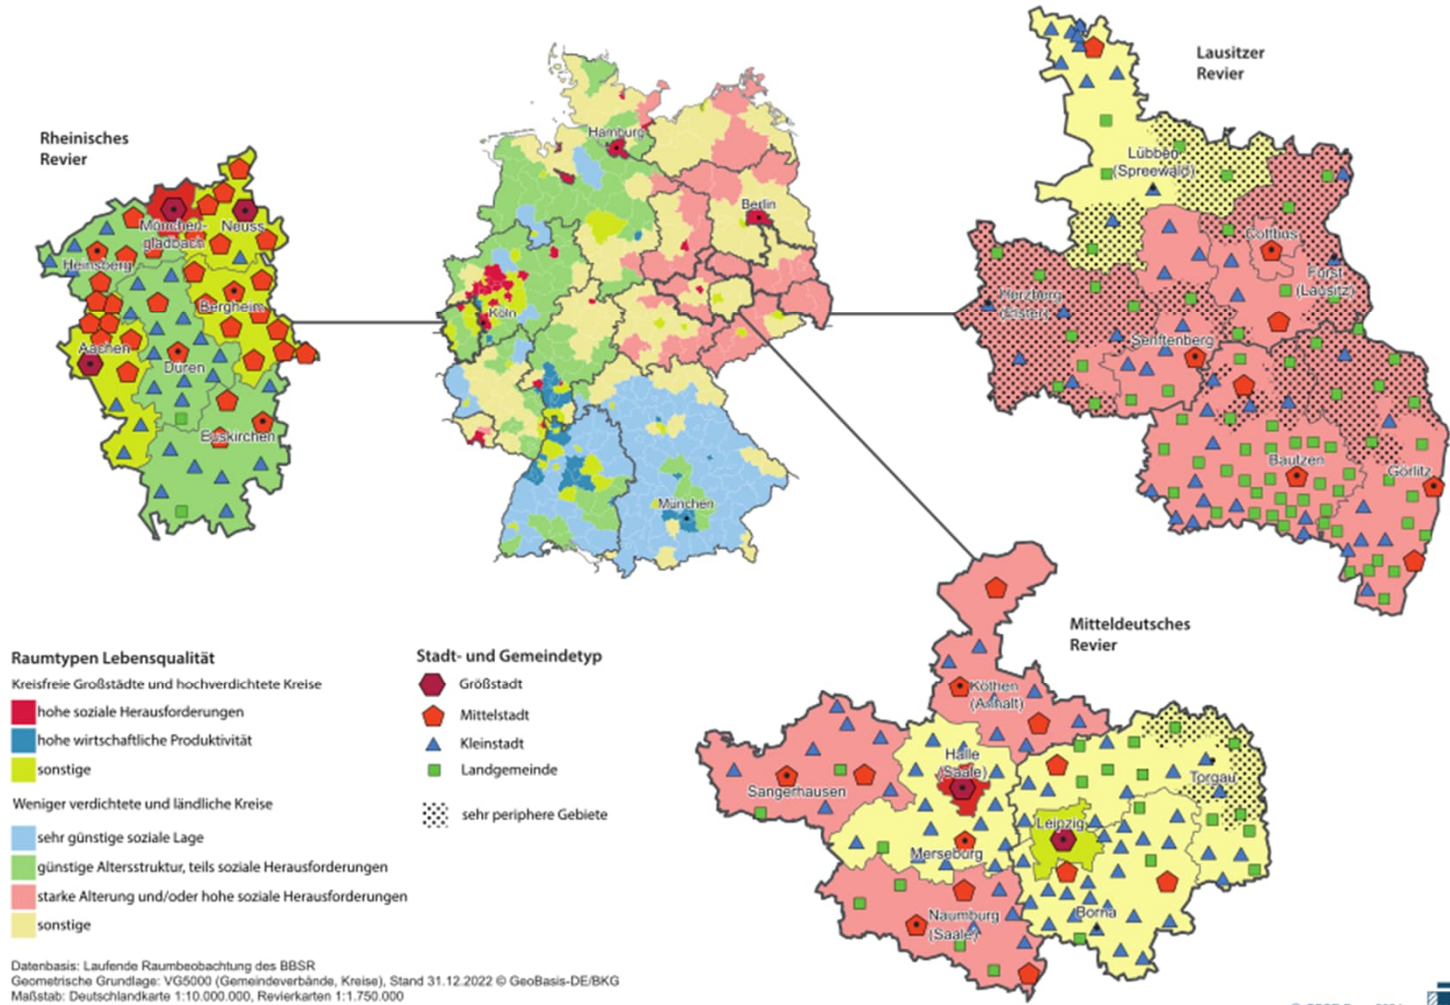 Rheinisches
Revier
Mönchen-
gladbach
Neuss
Heinsberg
Bergheim
Aachen
Düren
Euskirchen
Hamburg
Berlin
Köln
München
Lausitzer
Revier
Lübben
(Spreewald)
Cottbus
Forst
(Lausitz)
Herzberg
(Elster)
Senftenberg
Bautzen
Görlitz
Mitteldeutsches
Revier
Köthen
(Anhalt)
Halle
(Saale)
Sangerhausen
Torgau
Leipzig
Merseburg
Naumburg
(Saale)
Borna
Raumtypen Lebensqualität
Kreisfreie Großstädte und hochverdichtete Kreise
hohe soziale Herausforderungen
hohe wirtschaftliche Produktivität
sonstige
Weniger verdichtete und ländliche Kreise
sehr günstige soziale Lage
günstige Altersstruktur, teils soziale Herausforderungen
starke Alterung und/oder hohe soziale Herausforderungen
sonstige
Stadt- und Gemeindetyp
Größstadt
Mittelstadt
Kleinstadt
Landgemeinde
sehr periphere Gebiete
Datenbasis: Laufende Raumbeobachtung des BBSR
Geometrische Grundlage: VG5000 (Gemeindeverbände, Kreise), Stand 31.12.2022 © GeoBasis-DE/BKG
Maßstab: Deutschlandkarte 1:10.000.000, Revierkarten 1:1.750.000